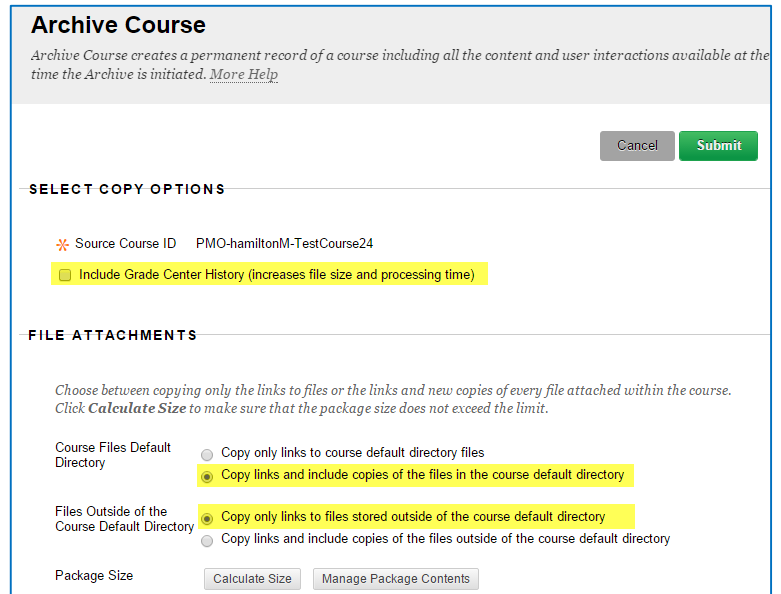 Archive Course
Archive Course creates a permanent record of a course including all the content and user interactions available at the
time the Archive is initiated. More Help
Cancel
Submit
SELECT COPY OPTIONS
Source Course ID PMO-hamiltonM-TestCourse24
Include Grade Center History (increases file size and processing time)
FILE ATTACHMENTS
Choose between copying only the links to files or the links and new copies of every file attached within the course.
Click Calculate Size to make sure that the package size does not exceed the limit.
Course Files Default
Directory
Copy only links to course default directory files
Copy links and include copies of the files in the course default directory
Files Outside of the
Course Default Directory
Copy only links to files stored outside of the course default directory
Copy links and include copies of the files outside of the course default directory
Package Size
Calculate Size
Manage Package Contents